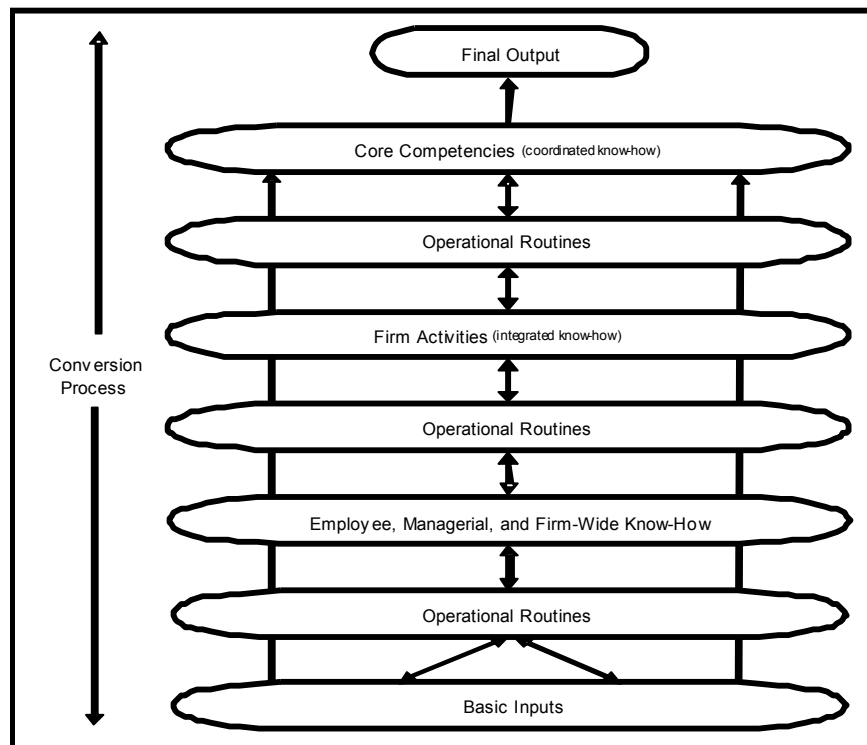 Final Output
Core Competencies (coordinated know-how)
Operational Routines
Firm Activities (integrated know-how)
Conversion
Process
Operational Routines
Employee, Managerial, and Firm-Wide Know-How
Operational Routines
Basic Inputs